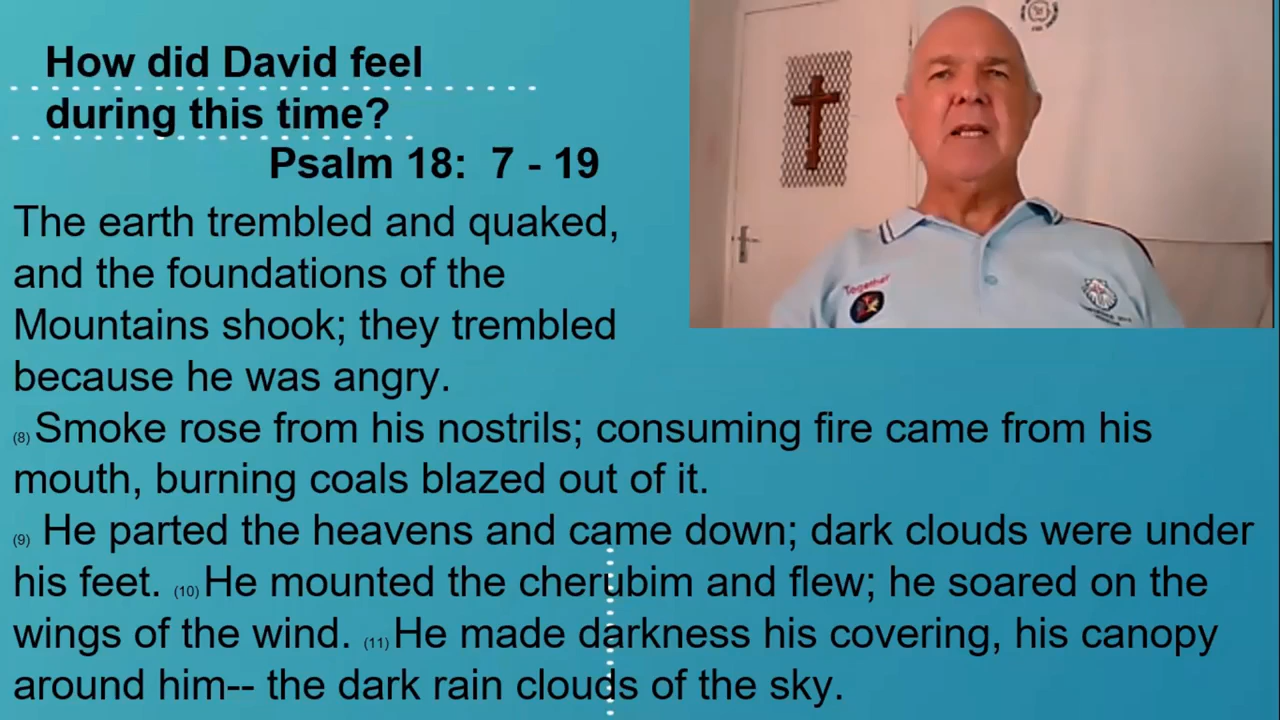 How did David feel
during this time?
Psalm 18: 7 - 19
The earth trembled and quaked,
and the foundations of the
Mountains shook; they trembled
because he was angry.
(8) Smoke rose from his nostrils; consuming fire came from his
mouth, burning coals blazed out of it.
(9) He parted the heavens and came down; dark clouds were under
his feet. (10) He mounted the cherubim and flew; he soared on the
wings of the wind. (11) He made darkness his covering, his canopy
around him-- the dark rain clouds of the sky.
Together